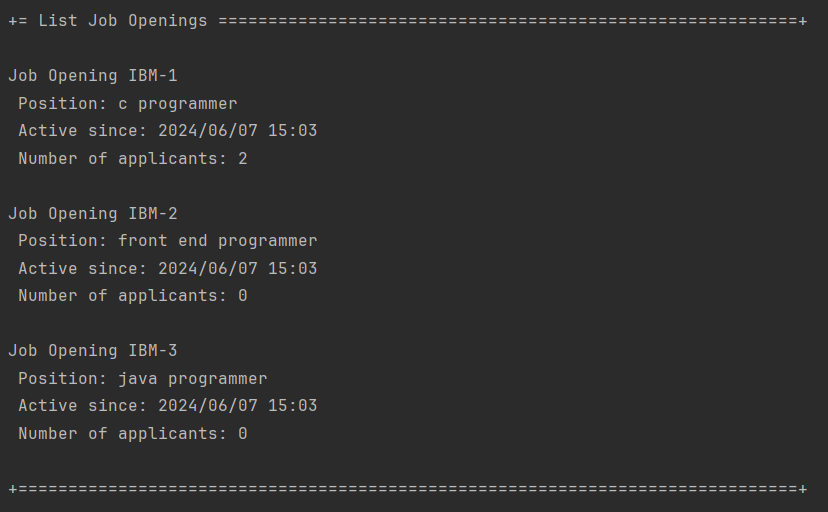 += List Job Openings ==========================================================+
Job Opening IBM-1
Position: c programmer
Active since: 2024/06/07 15:03
Number of applicants: 2
Job Opening IBM-2
Position: front end programmer
Active since: 2024/06/07 15:03
Number of applicants: 0
Job Opening IBM-3
Position: java programmer
Active since: 2024/06/07 15:03
Number of applicants: 0
+==============================================================================+